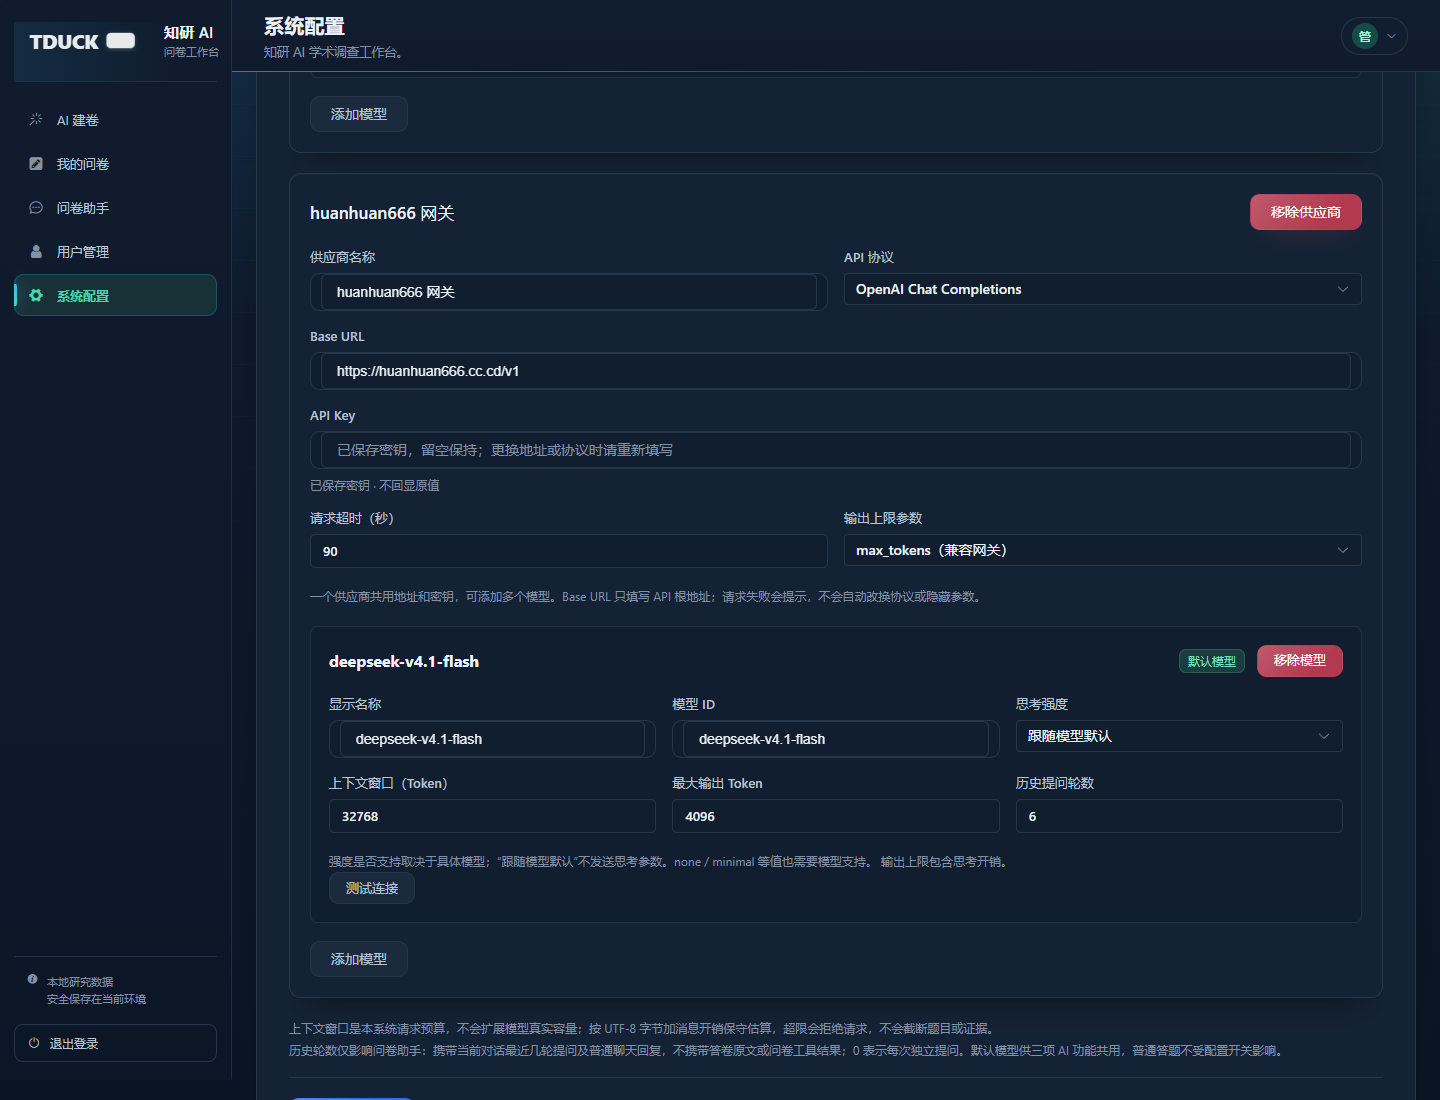 TDUCK
知研 AI
问卷工作台
系统配置
知研 AI 学术调查工作台。
管
AI 建卷
我的问卷
问卷助手
用户管理
系统配置
添加模型
huanhuan666 网关
移除供应商
供应商名称
API 协议
huanhuan666 网关
OpenAI Chat Completions
Base URL
https://huanhuan666.cc.cd/v1
API Key
已保存密钥，留空保持；更换地址或协议时请重新填写
已保存密钥 · 不回显原值
请求超时（秒）
输出上限参数
90
max_tokens（兼容网关）
一个供应商共用地址和密钥，可添加多个模型。Base URL 只填写 API 根地址；请求失败会提示，不会自动改换协议或隐藏参数。
deepseek-v4.1-flash
默认模型
移除模型
显示名称
模型 ID
思考强度
deepseek-v4.1-flash
deepseek-v4.1-flash
跟随模型默认
上下文窗口（Token）
最大输出 Token
历史提问轮数
32768
4096
6
强度是否支持取决于具体模型；“跟随模型默认”不发送思考参数。none / minimal 等值也需要模型支持。 输出上限包含思考开销。
测试连接
添加模型
上下文窗口是本系统请求预算，不会扩展模型真实容量；按 UTF-8 字节加消息开销保守估算，超限会拒绝请求，不会截断题目或证据。
历史轮数仅影响问卷助手：携带当前对话最近几轮提问及普通聊天回复，不携带答卷原文或问卷工具结果；0 表示每次独立提问。默认模型供三项 AI 功能共用，普通答题不受配置开关影响。
本地研究数据
安全保存在当前环境
退出登录